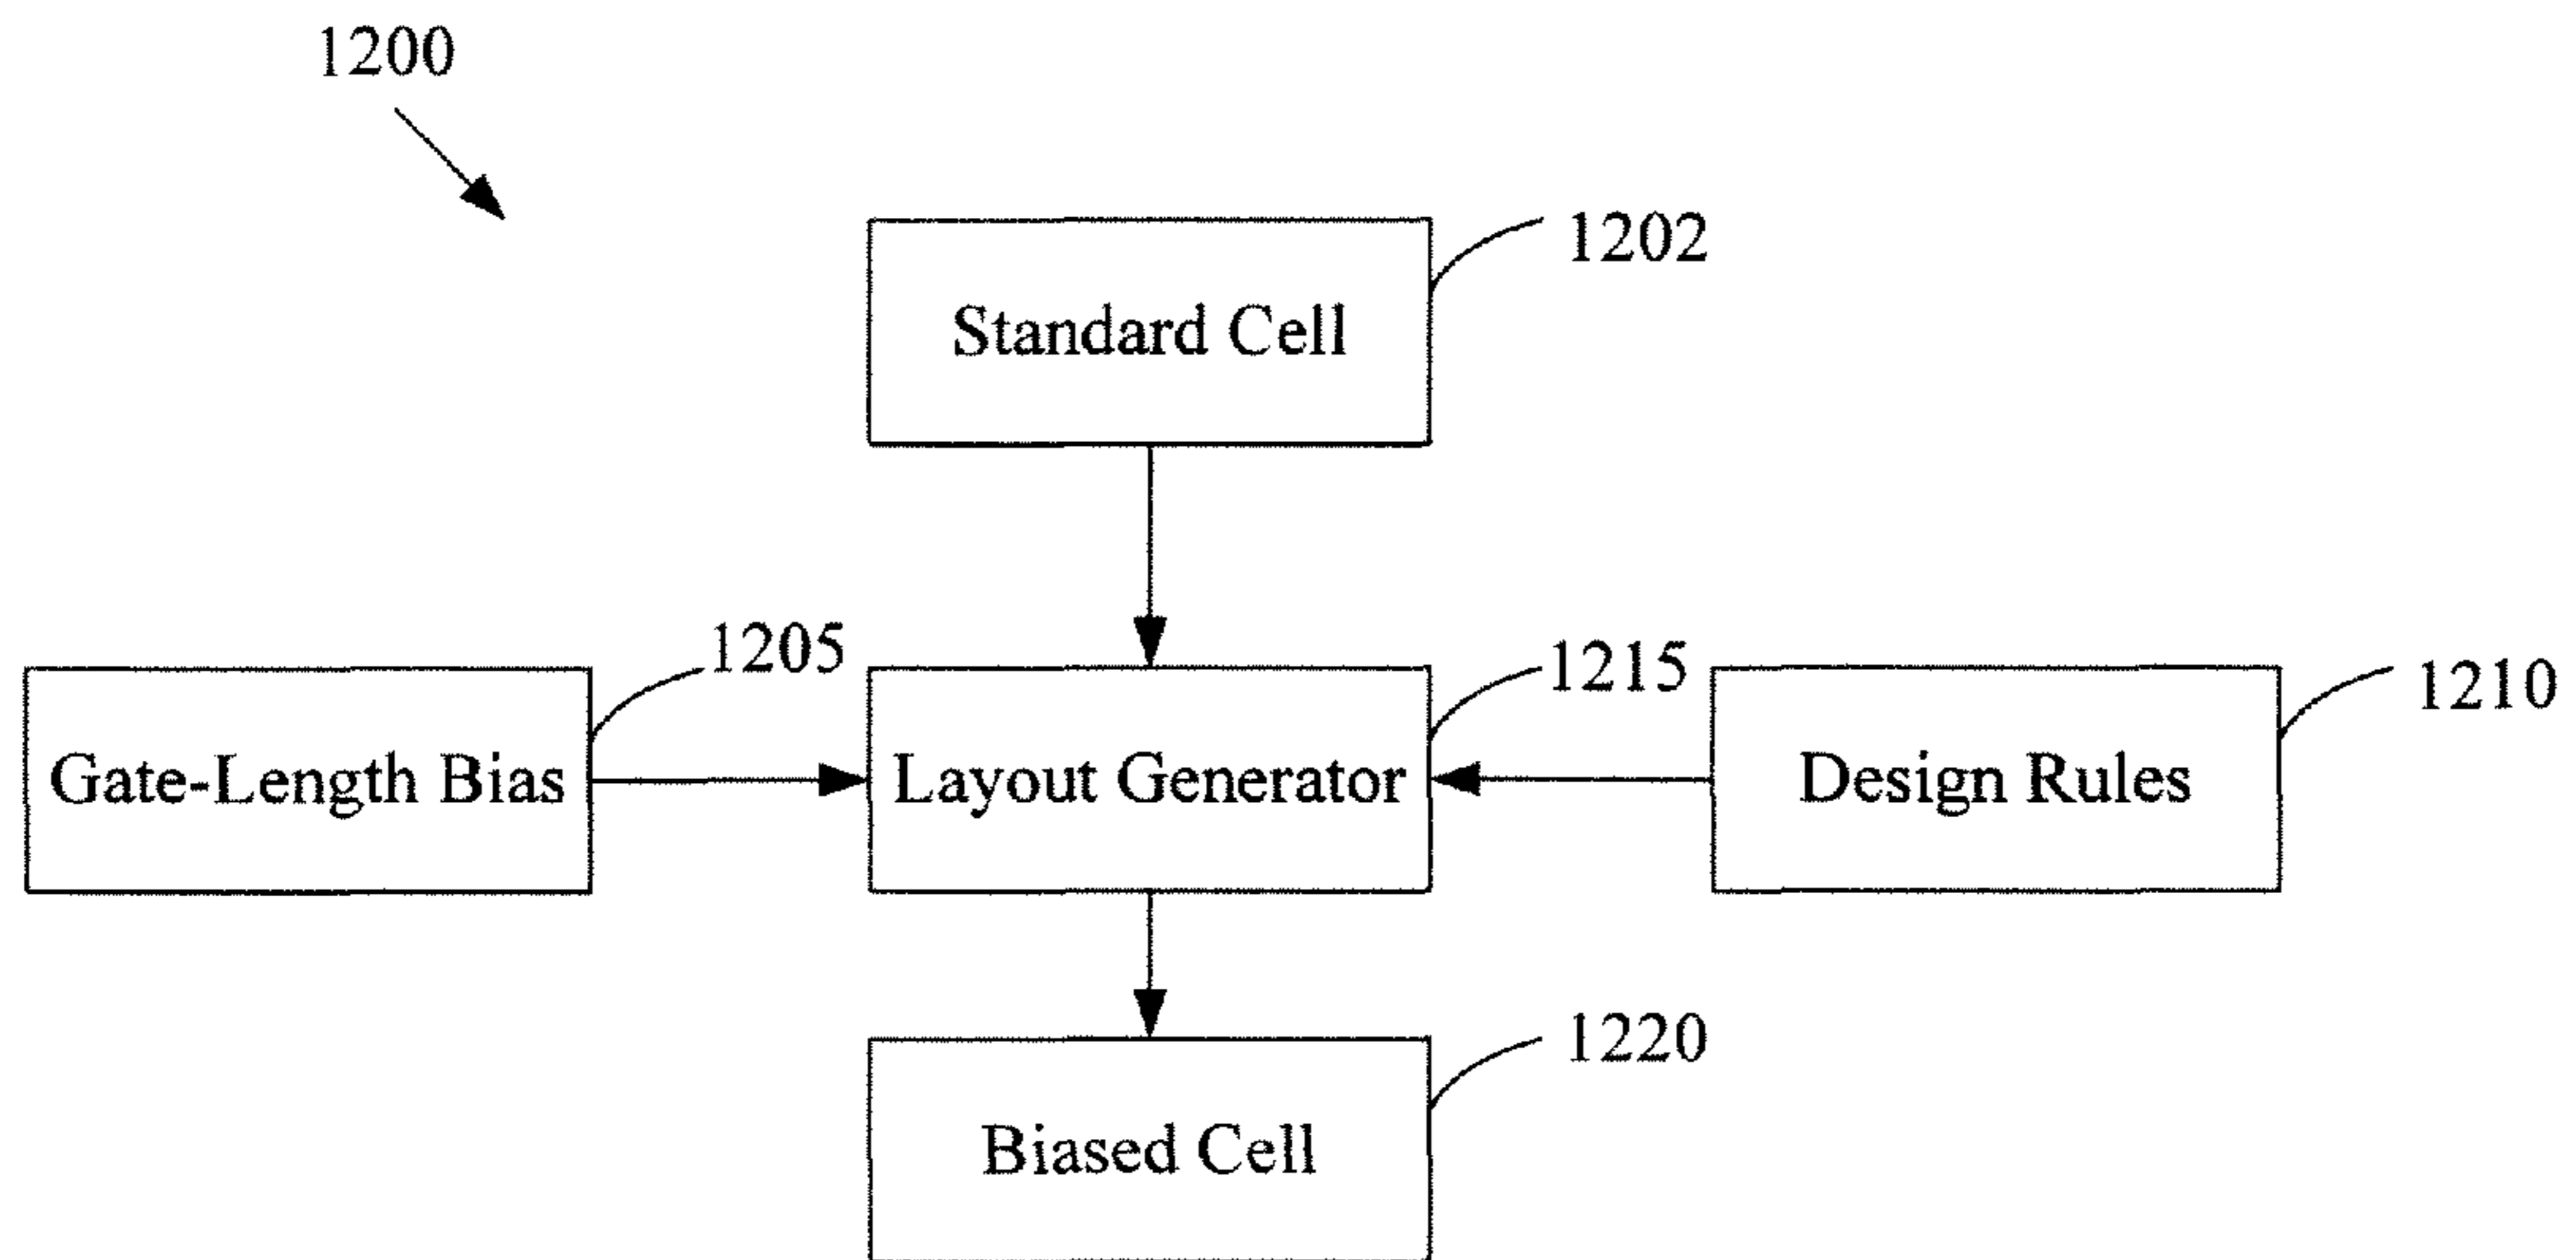 1200
1202
Standard Cell
1205
1215
1210
Gate-Length Bias
Layout Generator
Design Rules
1220
Biased Cell